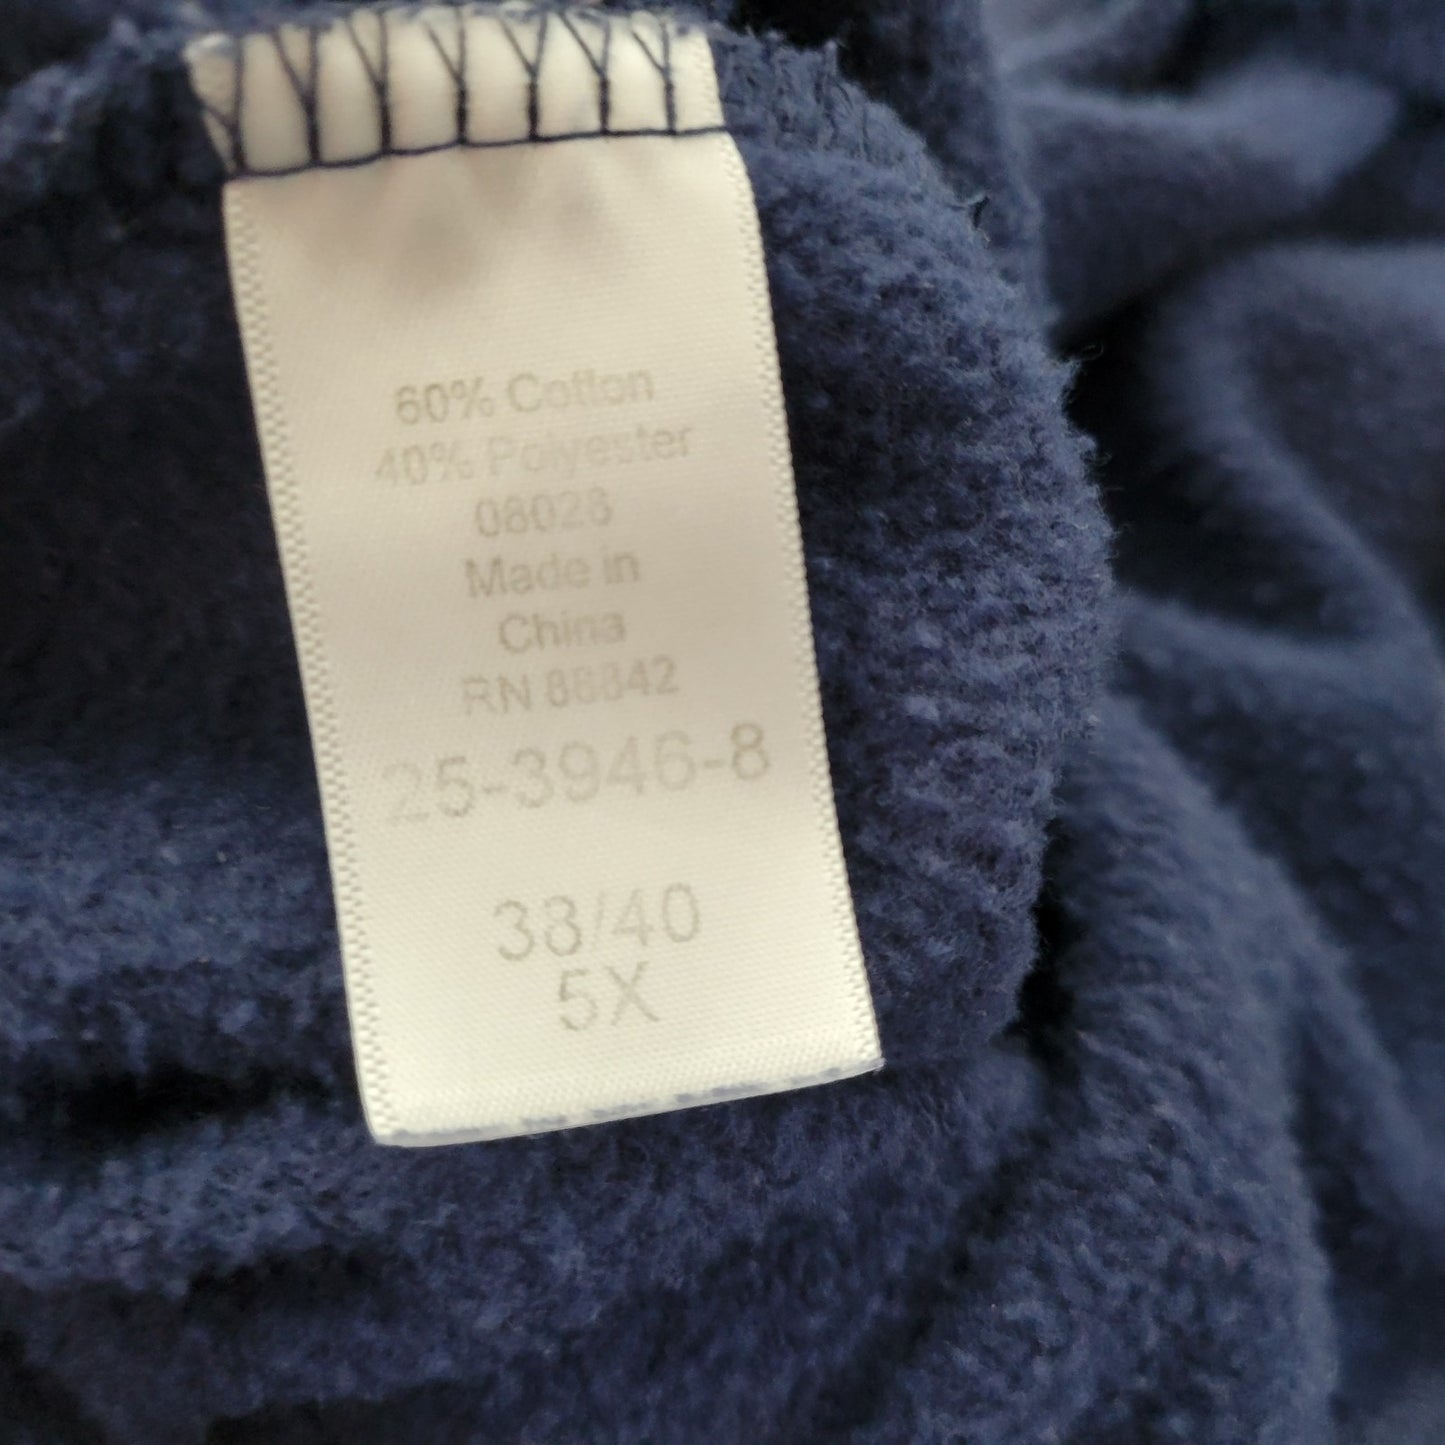 60% Cotton
40% Polyester
08028
Made in
China
RN 88842
25-3946-8
38/40
5X